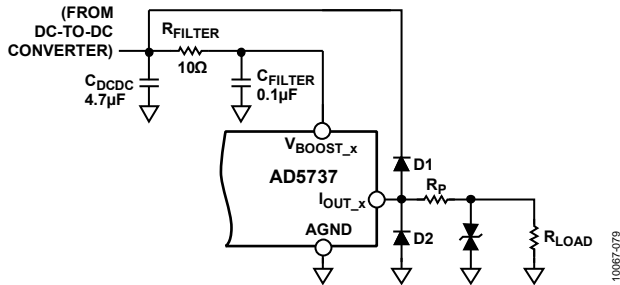 (FROM
DC-TO-DC
CONVERTER)
RFILTER
10Ω
CDCDC
4.7µF
CFILTER
0.1µF
VBOOST_x
AD5737
IOUT_x
AGND
D1
RP
D2
RLOAD
10067-079